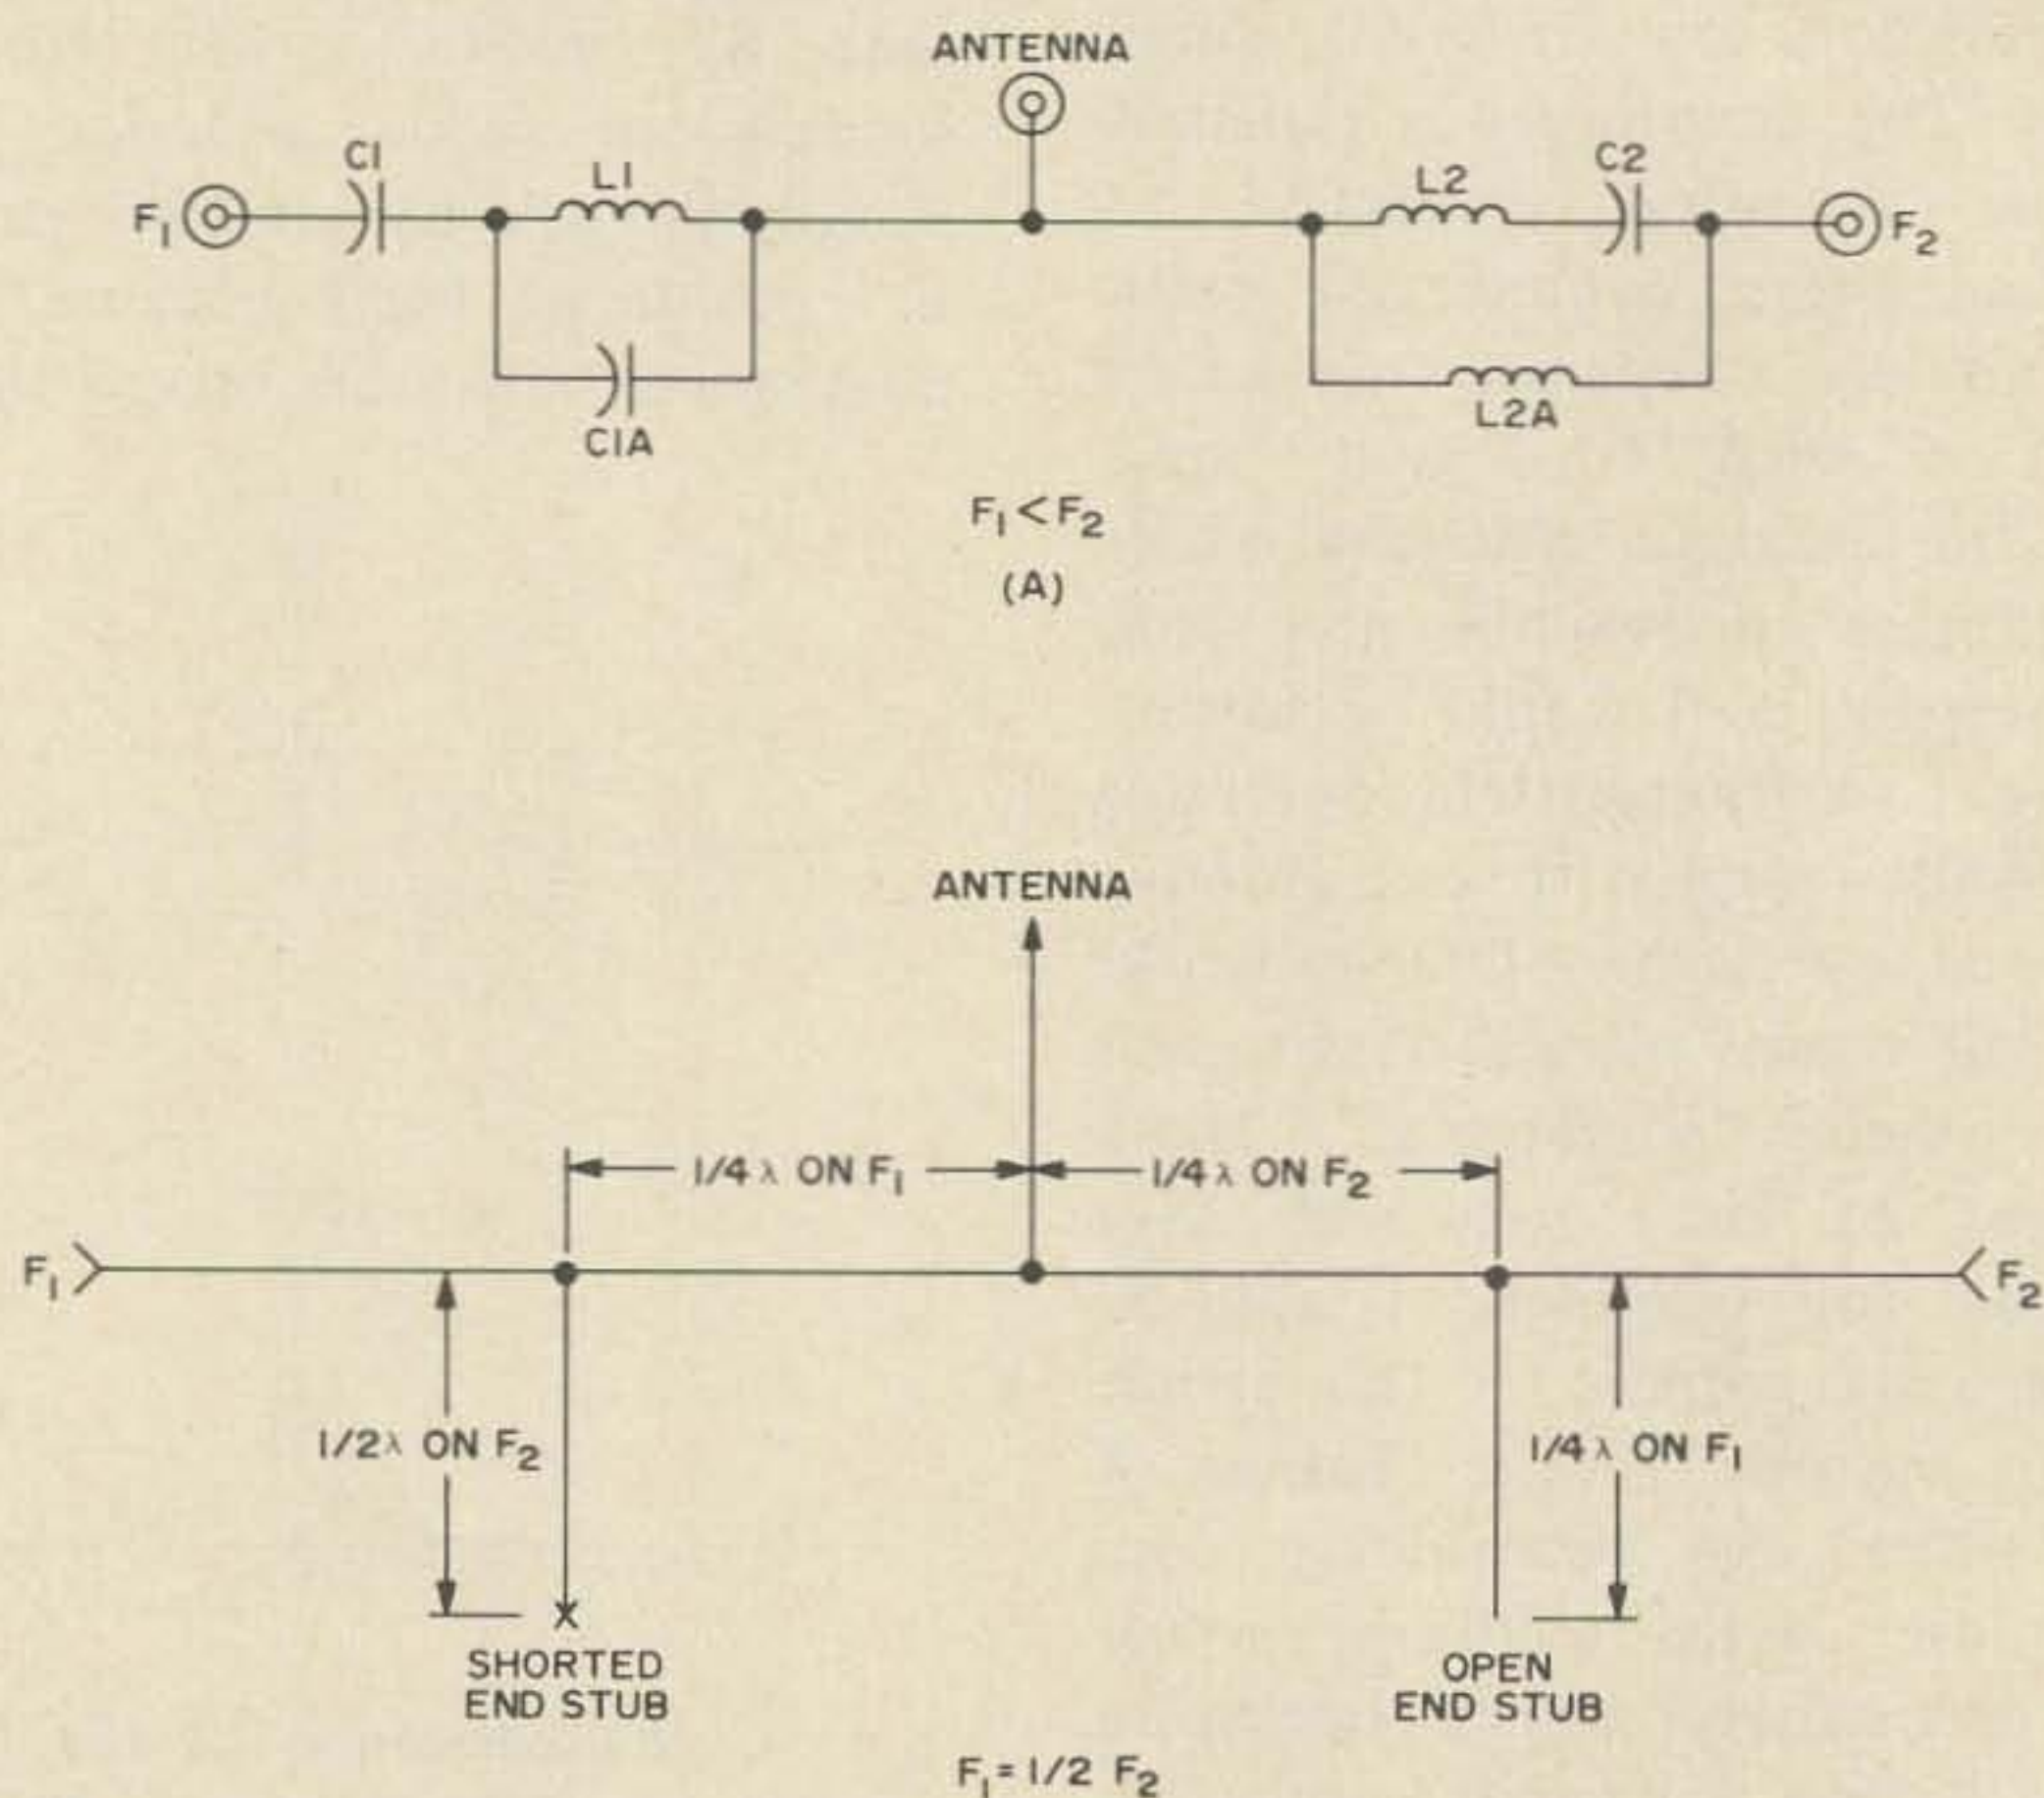 ANTENNA
C1
L1
L2
C2
F₁
F₂
C1A
L2A
F₁ < F₂
(A)
ANTENNA
1/4 λ ON F₁
1/4 λ ON F₂
F₁
F₂
1/2 λ ON F₂
1/4 λ ON F₁
SHORTED
END STUB
OPEN
END STUB
F₁ = 1/2 F₂